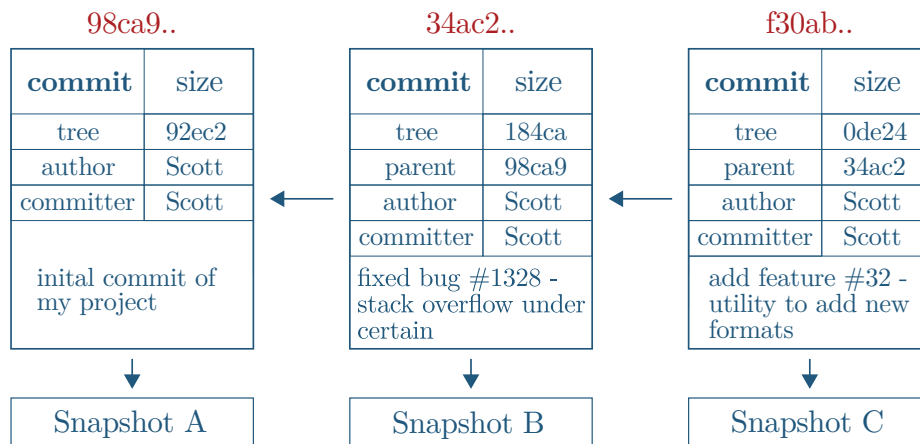 98ca9..
commit size
tree 92ec2
author Scott
committer Scott
inital commit of
my project
Snapshot A
34ac2..
commit size
tree 184ca
parent 98ca9
author Scott
committer Scott
fixed bug #1328 -
stack overflow under
certain
Snapshot B
f30ab..
commit size
tree 0de24
parent 34ac2
author Scott
committer Scott
add feature #32 -
utility to add new
formats
Snapshot C